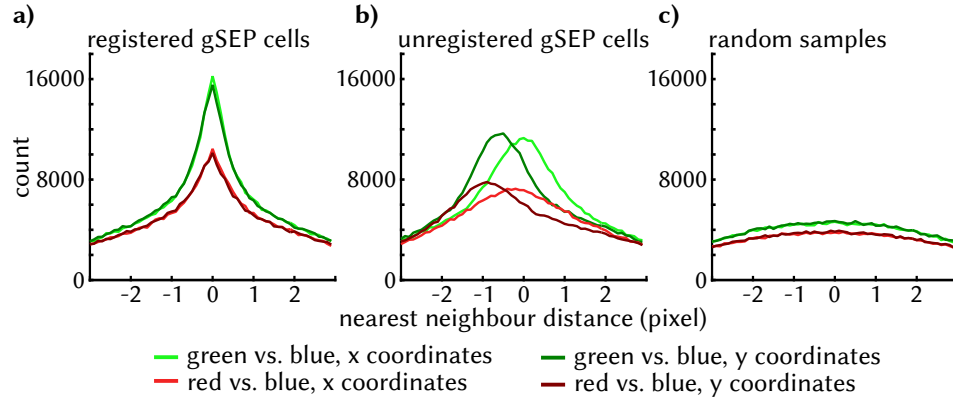 a)
registered gSEP cells
b)
unregistered gSEP cells
c)
random samples
count
16000
8000
0
-2 -1 0 1 2
16000
8000
0
-2 -1 0 1 2
16000
8000
0
-2 -1 0 1 2
nearest neighbour distance (pixel)
green vs. blue, x coordinates
green vs. blue, y coordinates
red vs. blue, x coordinates
red vs. blue, y coordinates